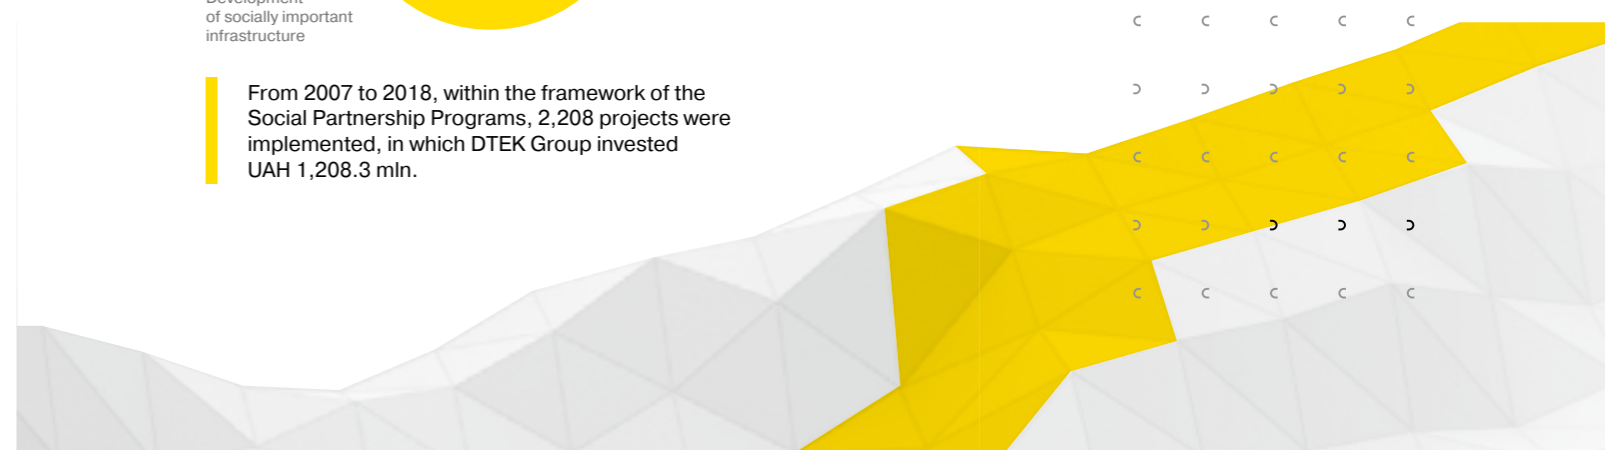 Development
of socially important
infrastructure
From 2007 to 2018, within the framework of the
Social Partnership Programs, 2,208 projects were
implemented, in which DTEK Group invested
UAH 1,208.3 mln.